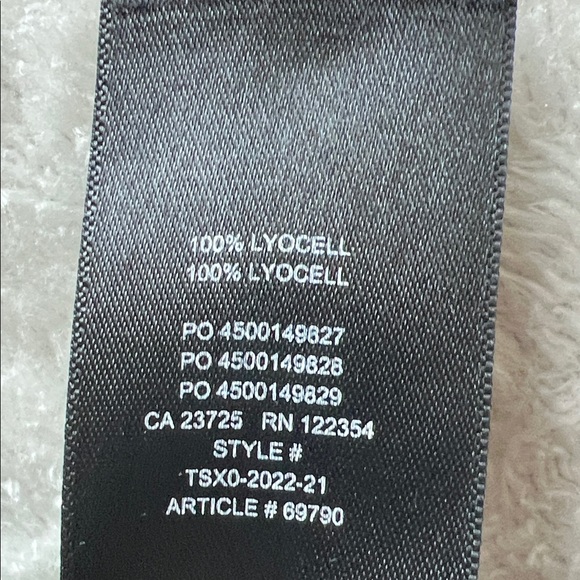 100% LYOCELL
100% LYOCELL
PO 4500149827
PO 4500149828
PO 4500149829
CA 23725 RN 122354
STYLE #
TSX0-2022-21
ARTICLE # 69790